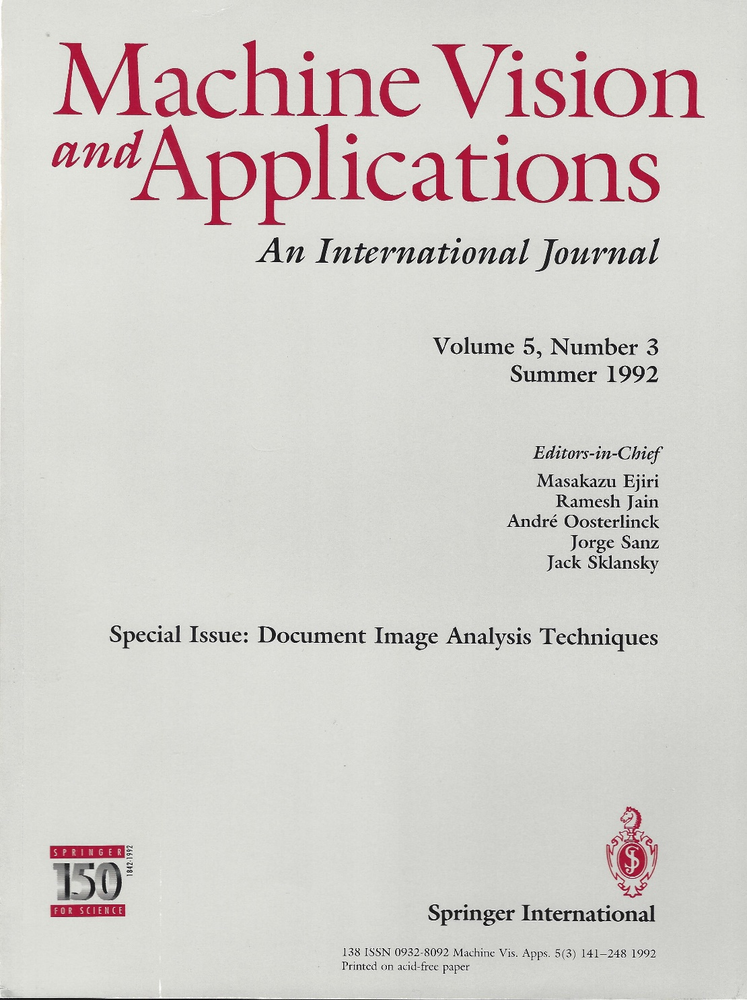 Machine Vision
and Applications
An International Journal
Volume 5, Number 3
Summer 1992
Editors-in-Chief
Masakazu Ejiri
Ramesh Jain
André Oosterlinck
Jorge Sanz
Jack Sklansky
Special Issue: Document Image Analysis Techniques
SPRINGER
150
FOR SCIENCE
1842-1992
SJ
Springer International
138 ISSN 0932-8092 Machine Vis. Apps. 5(3) 141–248 1992
Printed on acid-free paper